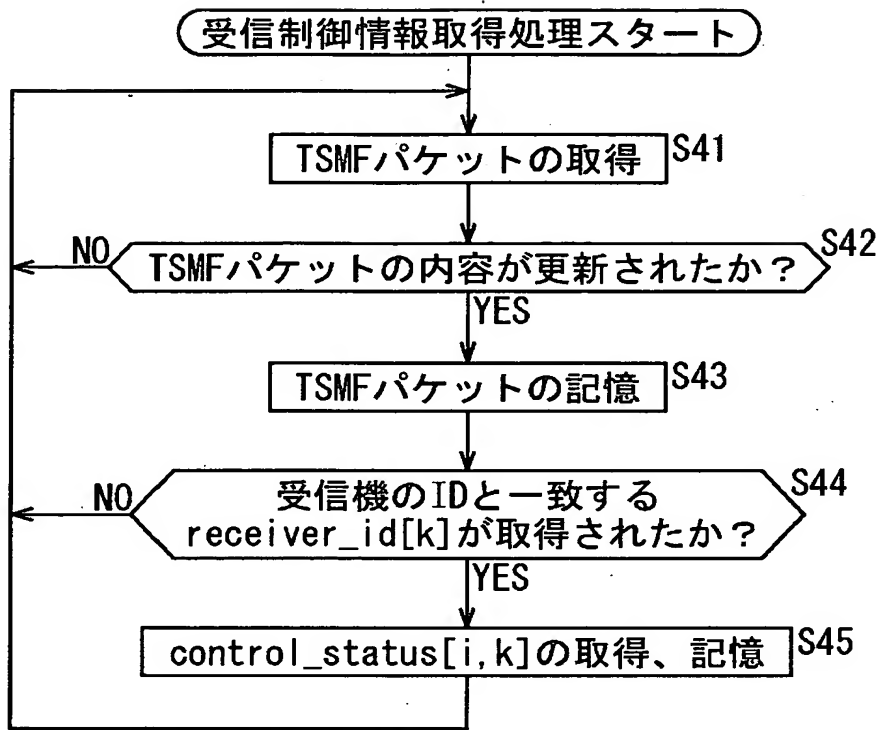 受信制御情報取得処理スタート
TSMFパケットの取得
S41
TSMFパケットの内容が更新されたか？
S42
NO
YES
TSMFパケットの記憶
S43
受信機のIDと一致する
receiver_id[k]が取得されたか？
S44
NO
YES
control_status[i,k]の取得、記憶
S45